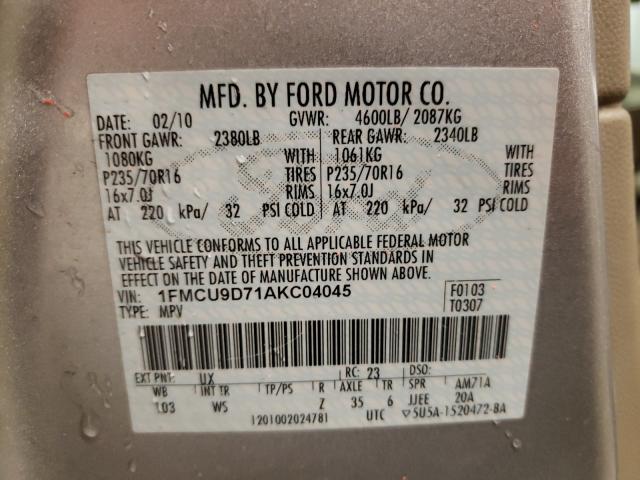 MFD. BY FORD MOTOR CO.
DATE: 02/10 GVWR: 4600LB/ 2087KG
FRONT GAWR: 2380LB REAR GAWR: 2340LB
1080KG WITH 1061KG WITH
P235/70R16 TIRES P235/70R16 TIRES
16x7.0J RIMS 16x7.0J RIMS
AT 220 kPa/ 32 PSI COLD AT 220 kPa/ 32 PSI COLD
THIS VEHICLE CONFORMS TO ALL APPLICABLE FEDERAL MOTOR
VEHICLE SAFETY AND THEFT PREVENTION STANDARDS IN
EFFECT ON THE DATE OF MANUFACTURE SHOWN ABOVE.
VIN: 1FMCU9D71AKC04045 F0103
TYPE: MPV T0307
EXT PNT: UX RC: 23 DSO:
WB INT TR TP/PS R AXLE TR SPR AM71A
103 WS Z 35 6 JJEE 20A
1201002024781 UTC ▽5U5A-1520472-BA